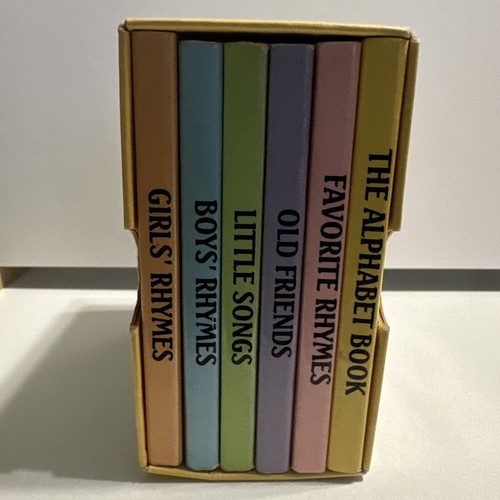 GIRLS' RHYMES
BOYS' RHYMES
LITTLE SONGS
OLD FRIENDS
FAVORITE RHYMES
THE ALPHABET BOOK